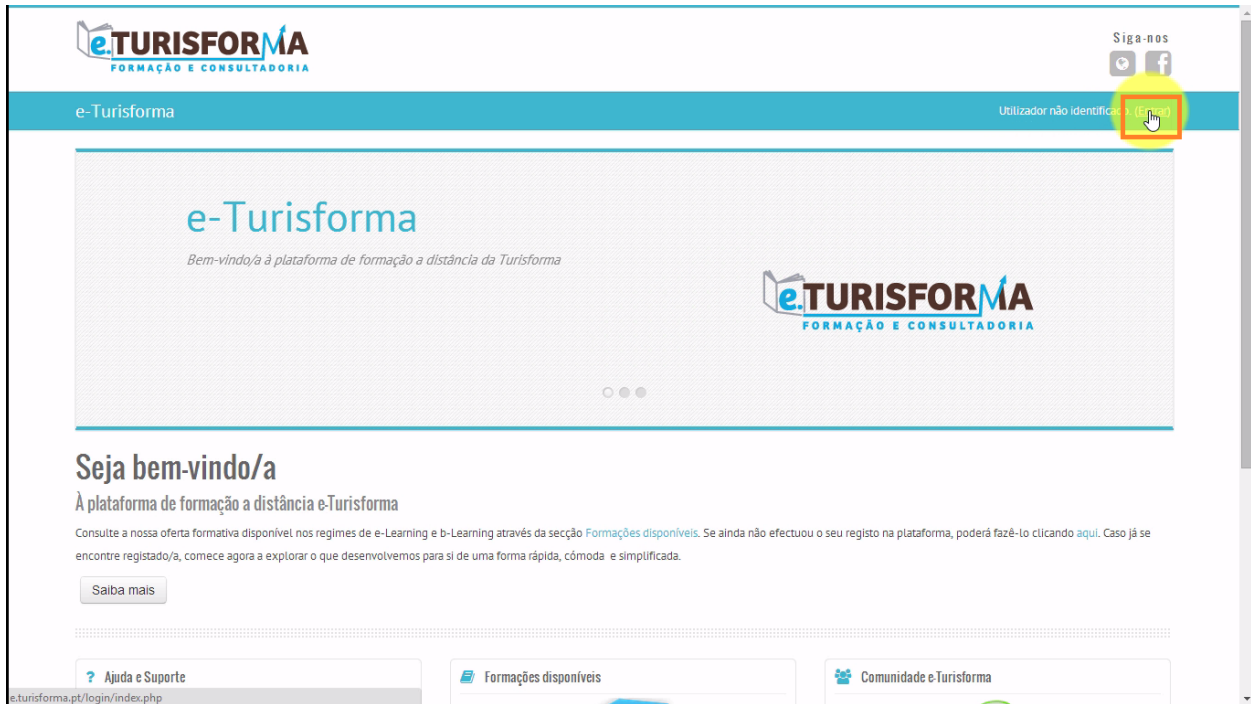 e.TURISFORMA
FORMAÇÃO E CONSULTADORIA
Siga-nos
e-Turisforma
Utilizador não identificado. (Entrar)
e-Turisforma
Bem-vindo/a à plataforma de formação a distância da Turisforma
e.TURISFORMA
FORMAÇÃO E CONSULTADORIA
Seja bem-vindo/a
À plataforma de formação a distância e-Turisforma
Consulte a nossa oferta formativa disponível nos regimes de e-Learning e b-Learning através da secção Formações disponíveis. Se ainda não efectuou o seu registo na plataforma, poderá fazê-lo clicando aqui. Caso já se
encontre registado/a, comece agora a explorar o que desenvolvemos para si de uma forma rápida, cómoda e simplificada.
Saiba mais
? Ajuda e Suporte
Formações disponíveis
Comunidade e-Turisforma
e.turisforma.pt/login/index.php